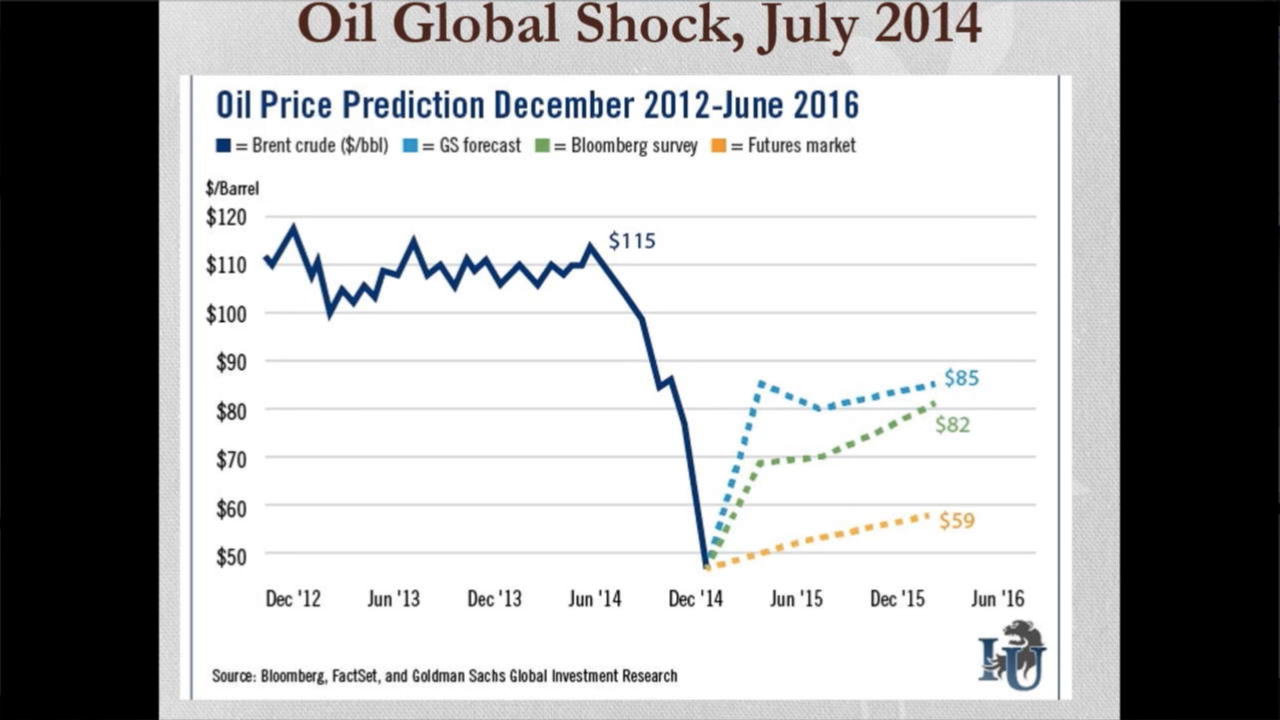 Oil Global Shock, July 2014
Oil Price Prediction December 2012-June 2016
= Brent crude ($/bbl) = GS forecast = Bloomberg survey = Futures market
$/Barrel
$120
$115
$110
$100
$90
$85
$80
$82
$70
$60
$59
$50
Dec '12 Jun '13 Dec '13 Jun '14 Dec '14 Jun '15 Dec '15 Jun '16
IU
Source: Bloomberg, FactSet, and Goldman Sachs Global Investment Research